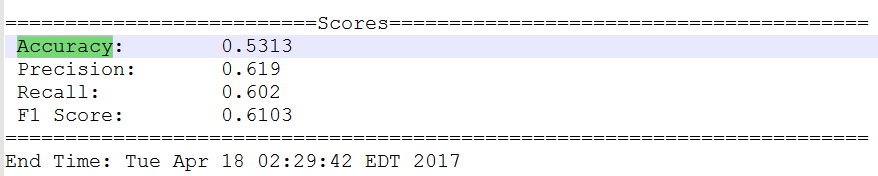 ==========================Scores========================================
Accuracy: 0.5313
Precision: 0.619
Recall: 0.602
F1 Score: 0.6103
========================================================================
End Time: Tue Apr 18 02:29:42 EDT 2017